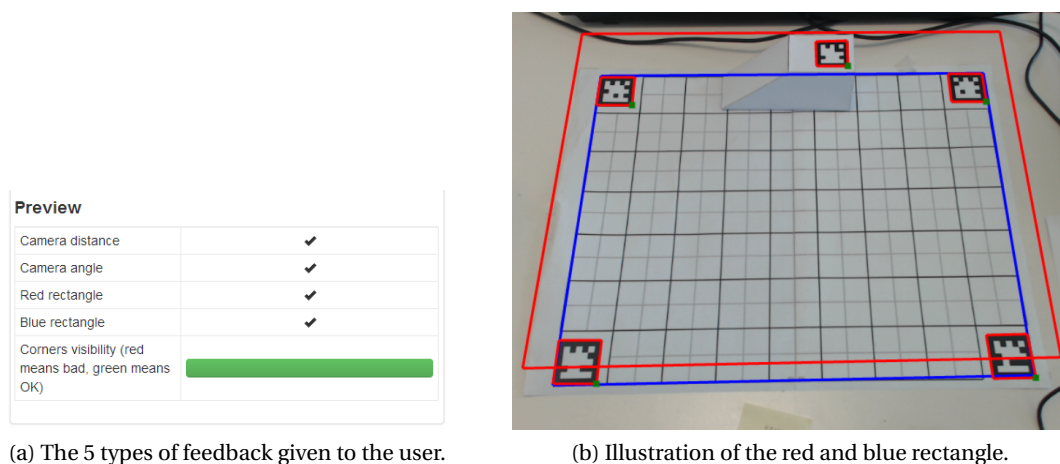 Preview
Camera distance ✔
Camera angle ✔
Red rectangle ✔
Blue rectangle ✔
Corners visibility (red
means bad, green means
OK)
(a) The 5 types of feedback given to the user.
(b) Illustration of the red and blue rectangle.